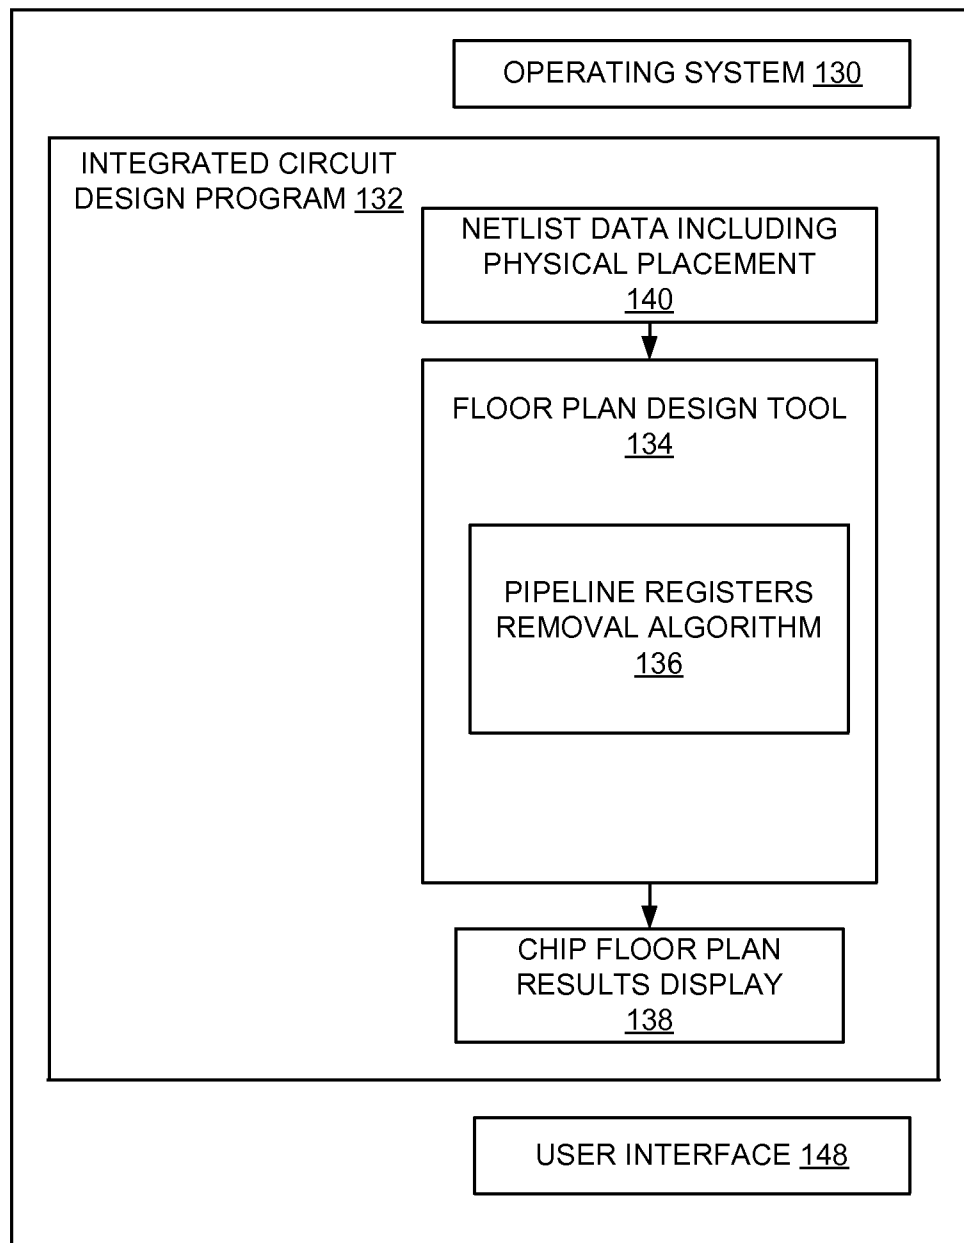 OPERATING SYSTEM 130
INTEGRATED CIRCUIT
DESIGN PROGRAM 132
NETLIST DATA INCLUDING
PHYSICAL PLACEMENT
140
FLOOR PLAN DESIGN TOOL
134
PIPELINE REGISTERS
REMOVAL ALGORITHM
136
CHIP FLOOR PLAN
RESULTS DISPLAY
138
USER INTERFACE 148